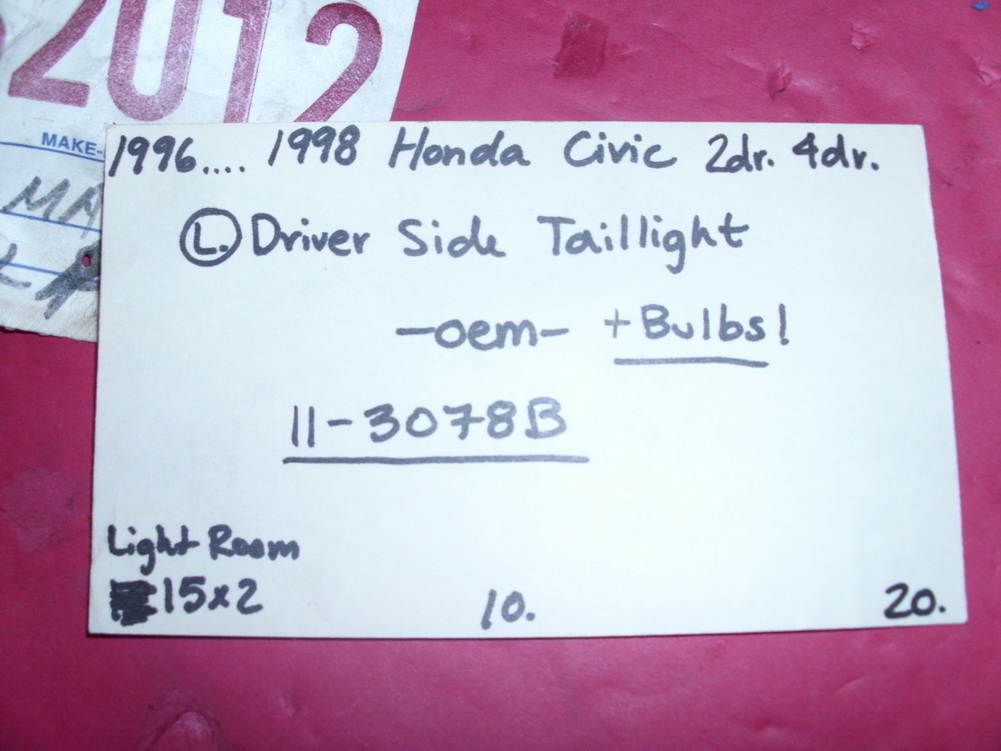 2012
MAKE-
MA
1996.... 1998 Honda Civic 2dr. 4dr.
(L.) Driver Side Taillight
-oem- +Bulbs!
11-3078B
Light Room
15x2 10. 20.